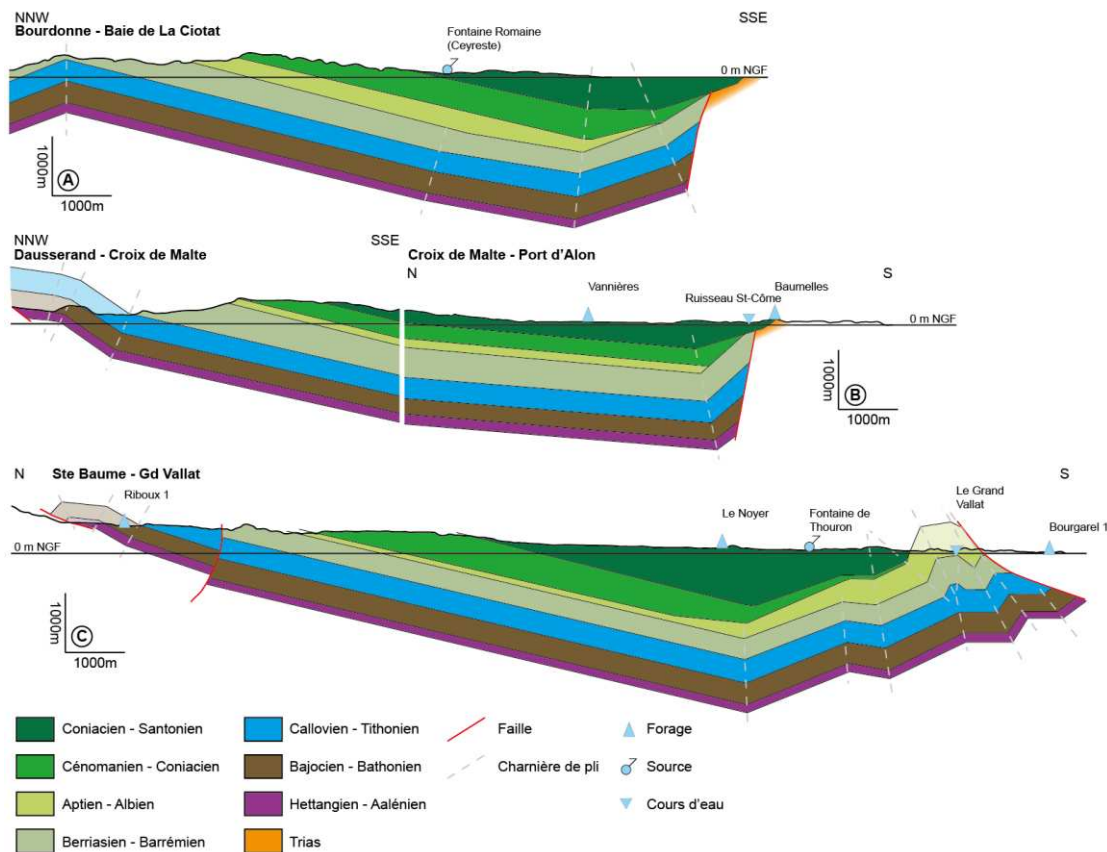 NNW
SSE
Bourdonne - Baie de La Ciotat
Fontaine Romaine
(Ceyreste)
0 m NGF
1000m
A
1000m
NNW
SSE
Dausserand - Croix de Malte
Croix de Malte - Port d'Alon
N
S
Vannières
Ruisseau St-Côme
Baumelles
0 m NGF
1000m
B
1000m
N
Ste Baume - Gd Vallat
S
Riboux 1
Le Grand
Vallat
Le Noyer
Fontaine de
Thouron
Bourgarel 1
0 m NGF
1000m
C
1000m
Coniacien - Santonien
Callovien - Tithonien
Faille
Forage
Cénomanien - Coniacien
Bajocien - Bathonien
Charnière de pli
Source
Aptien - Albien
Hettangien - Aalénien
Cours d'eau
Berriasien - Barrémien
Trias